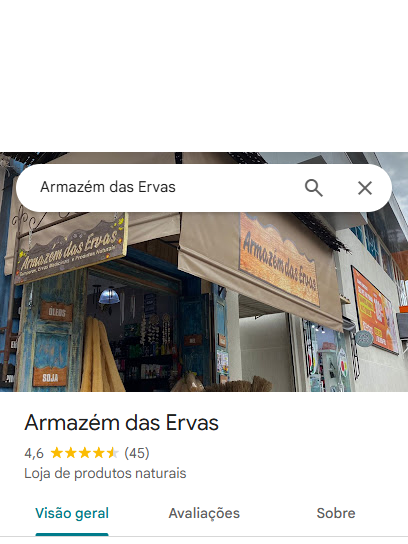 Armazém das Ervas
Armazém das Ervas
Temperos, Ervas Medicinais e Produtos Naturais
Armazém das Ervas
ÓLEOS
SOJA
Armazém das Ervas
4,6 (45)
Loja de produtos naturais
Visão geral Avaliações Sobre